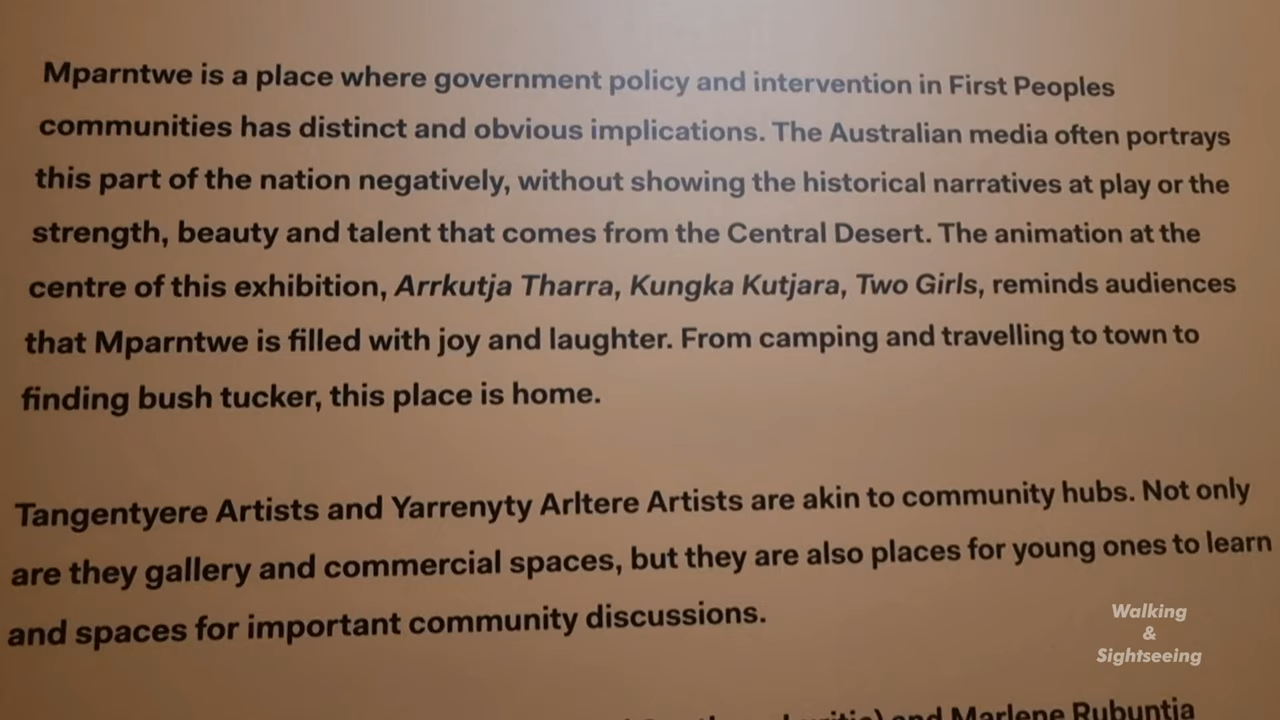 Mparntwe is a place where government policy and intervention in First Peoples
communities has distinct and obvious implications. The Australian media often portrays
this part of the nation negatively, without showing the historical narratives at play or the
strength, beauty and talent that comes from the Central Desert. The animation at the
centre of this exhibition, Arrkutja Tharra, Kungka Kutjara, Two Girls, reminds audiences
that Mparntwe is filled with joy and laughter. From camping and travelling to town to
finding bush tucker, this place is home.
Tangentyere Artists and Yarrenyty Arltere Artists are akin to community hubs. Not only
are they gallery and commercial spaces, but they are also places for young ones to learn
and spaces for important community discussions.
and Marlene Rubuntja
Walking
&
Sightseeing